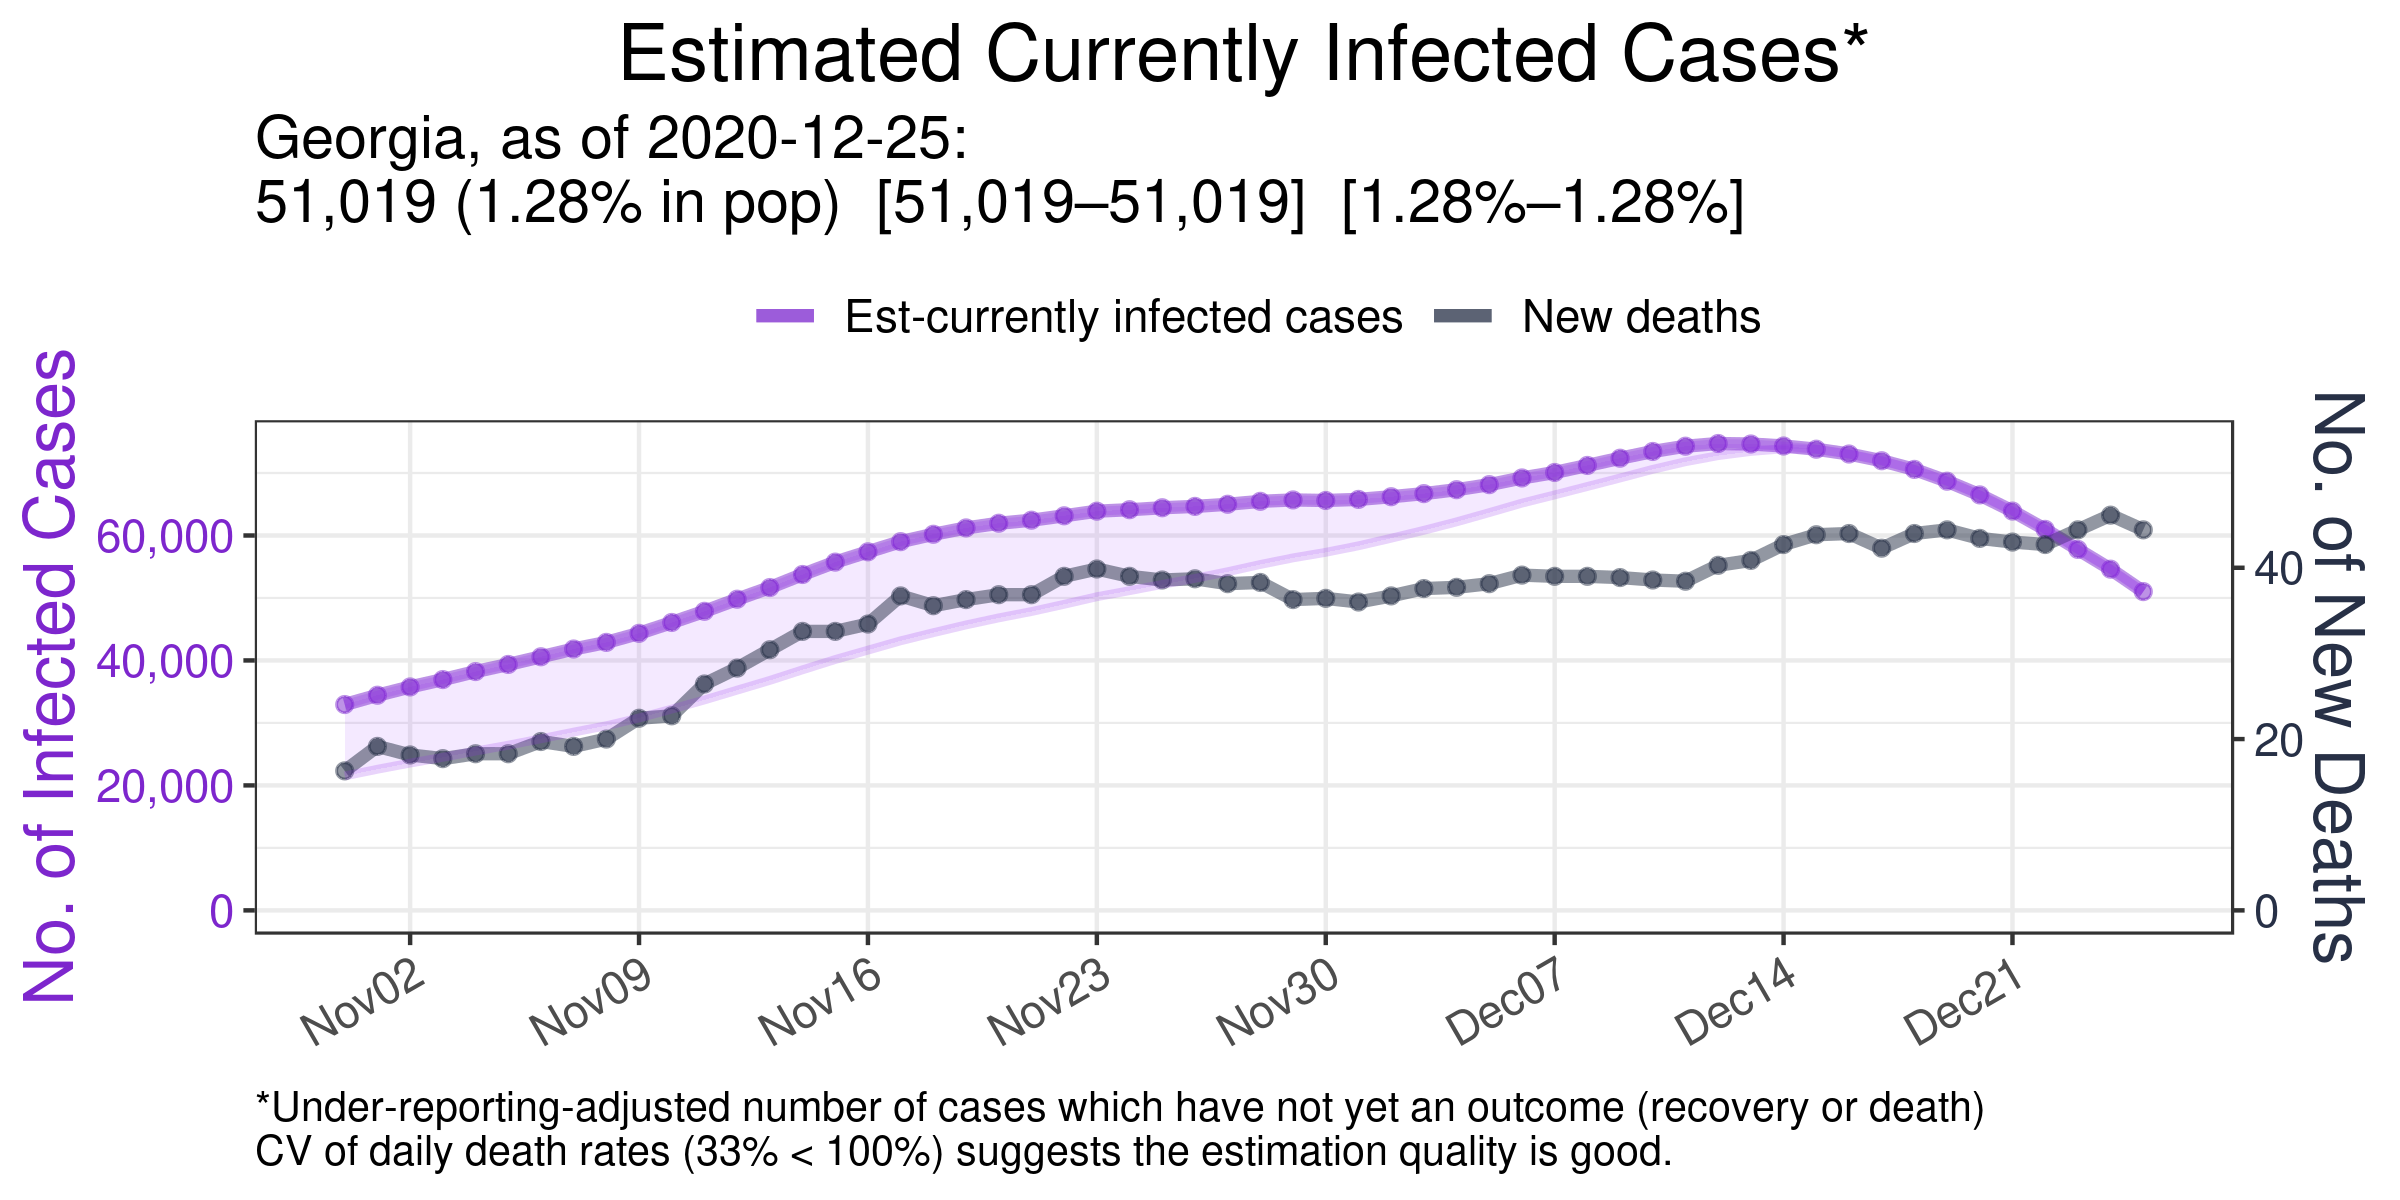 Estimated Currently Infected Cases*
Georgia, as of 2020-12-25:
51,019 (1.28% in pop)  [51,019–51,019]  [1.28%–1.28%]
Est-currently infected cases
New deaths
No. of Infected Cases
60,000
40,000
20,000
0
No. of New Deaths
40
20
0
Nov02
Nov09
Nov16
Nov23
Nov30
Dec07
Dec14
Dec21
*Under-reporting-adjusted number of cases which have not yet an outcome (recovery or death)
CV of daily death rates (33% < 100%) suggests the estimation quality is good.